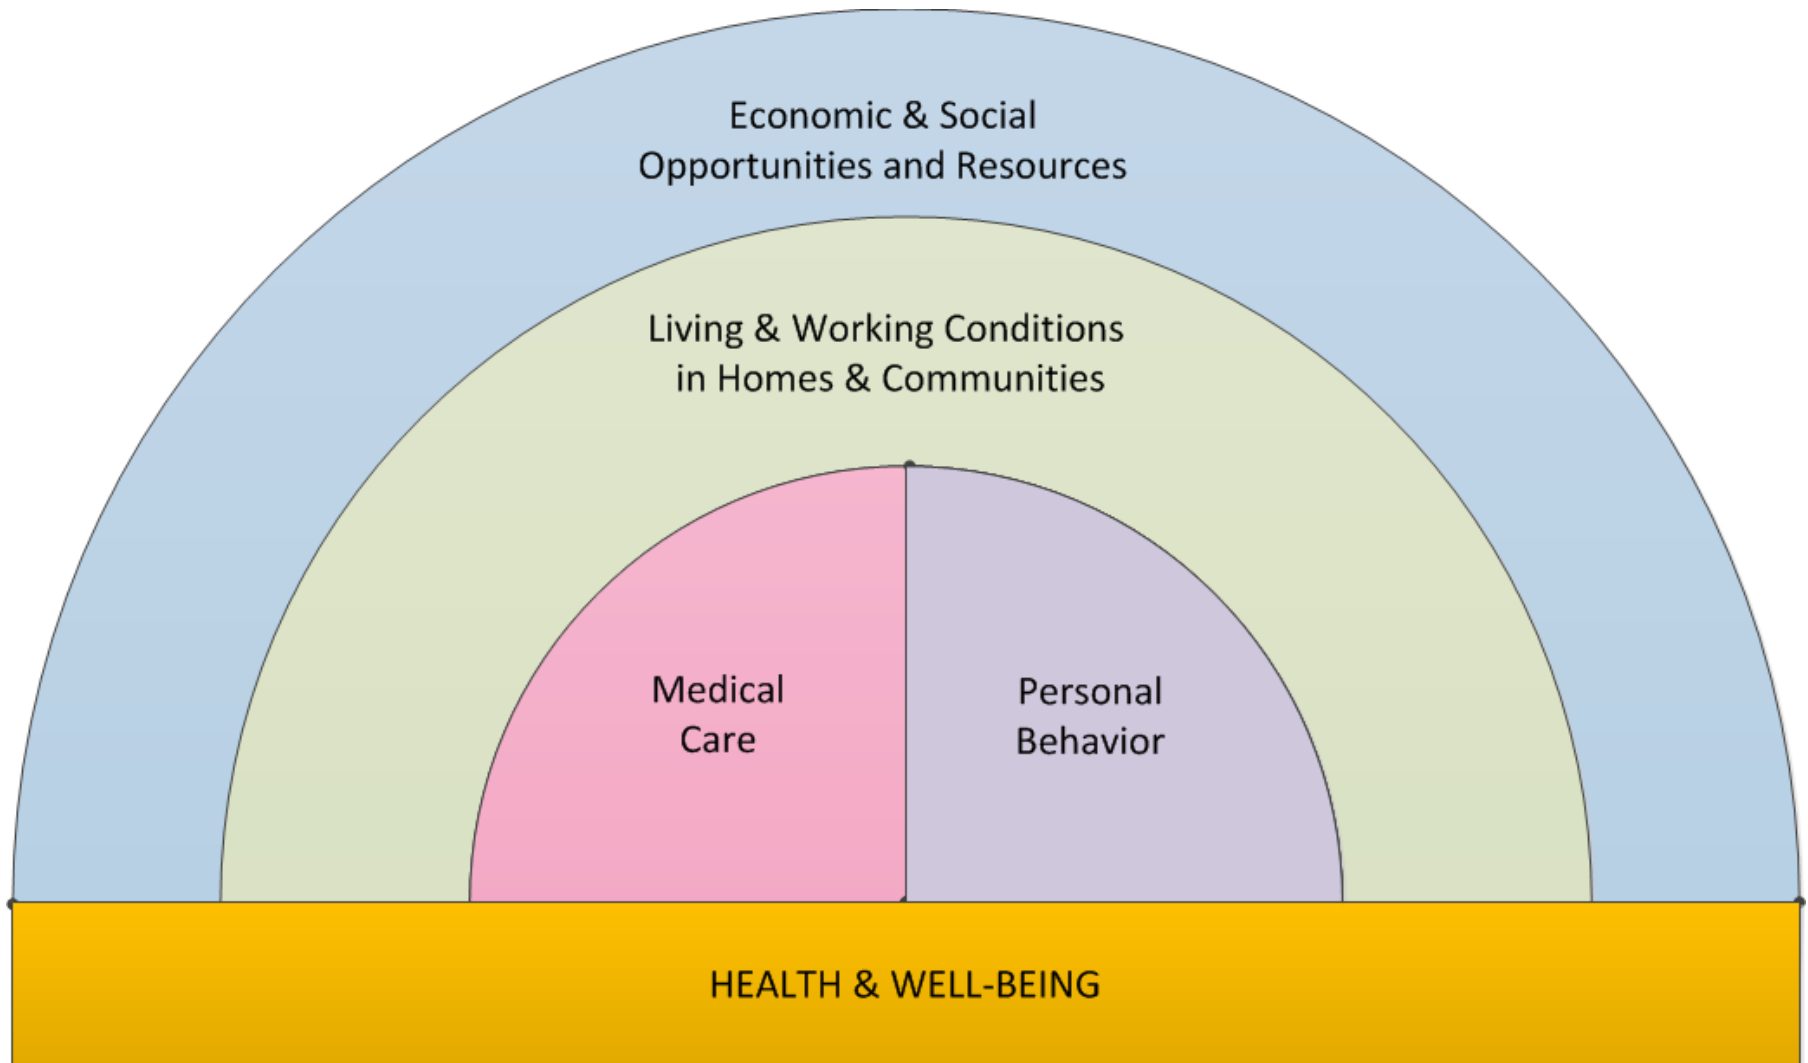 Economic & Social
Opportunities and Resources
Living & Working Conditions
in Homes & Communities
Medical
Care
Personal
Behavior
HEALTH & WELL-BEING